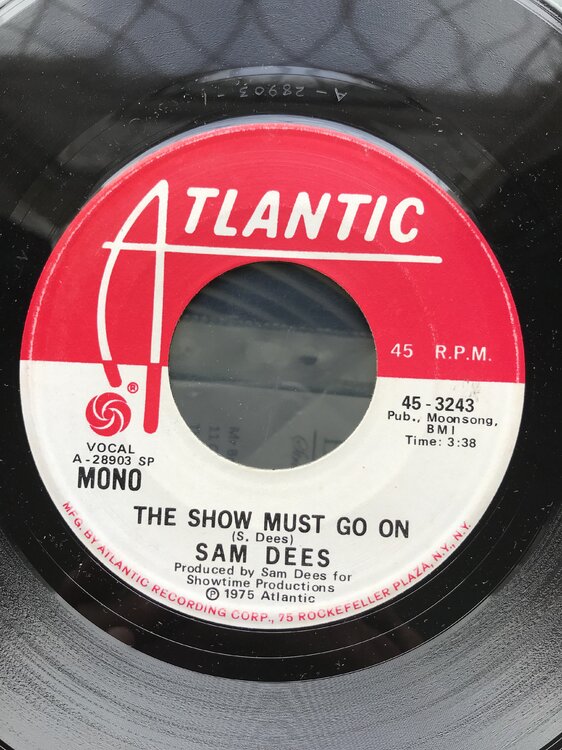 A-28903-1
ATLANTIC
45 R.P.M.
®
45-3243
Pub., Moonsong,
BMI
Time: 3:38
VOCAL
A-28903 SP
MONO
THE SHOW MUST GO ON
(S. Dees)
SAM DEES
Produced by Sam Dees for
Showtime Productions
℗ 1975 Atlantic
MFG. BY ATLANTIC RECORDING CORP., 75 ROCKEFELLER PLAZA, N.Y., N.Y.